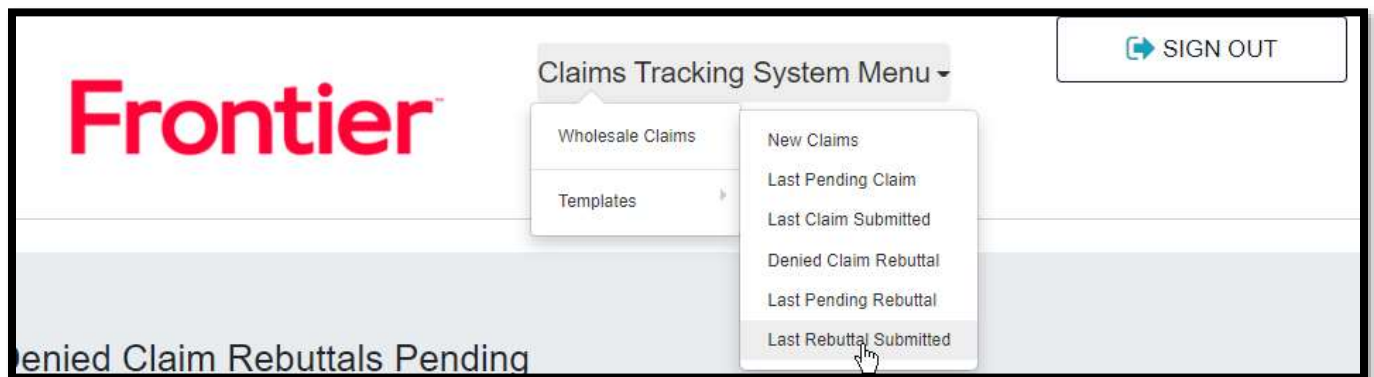 Frontier
Claims Tracking System Menu
SIGN OUT
Wholesale Claims
Templates
New Claims
Last Pending Claim
Last Claim Submitted
Denied Claim Rebuttal
Last Pending Rebuttal
Last Rebuttal Submitted
Denied Claim Rebuttals Pending